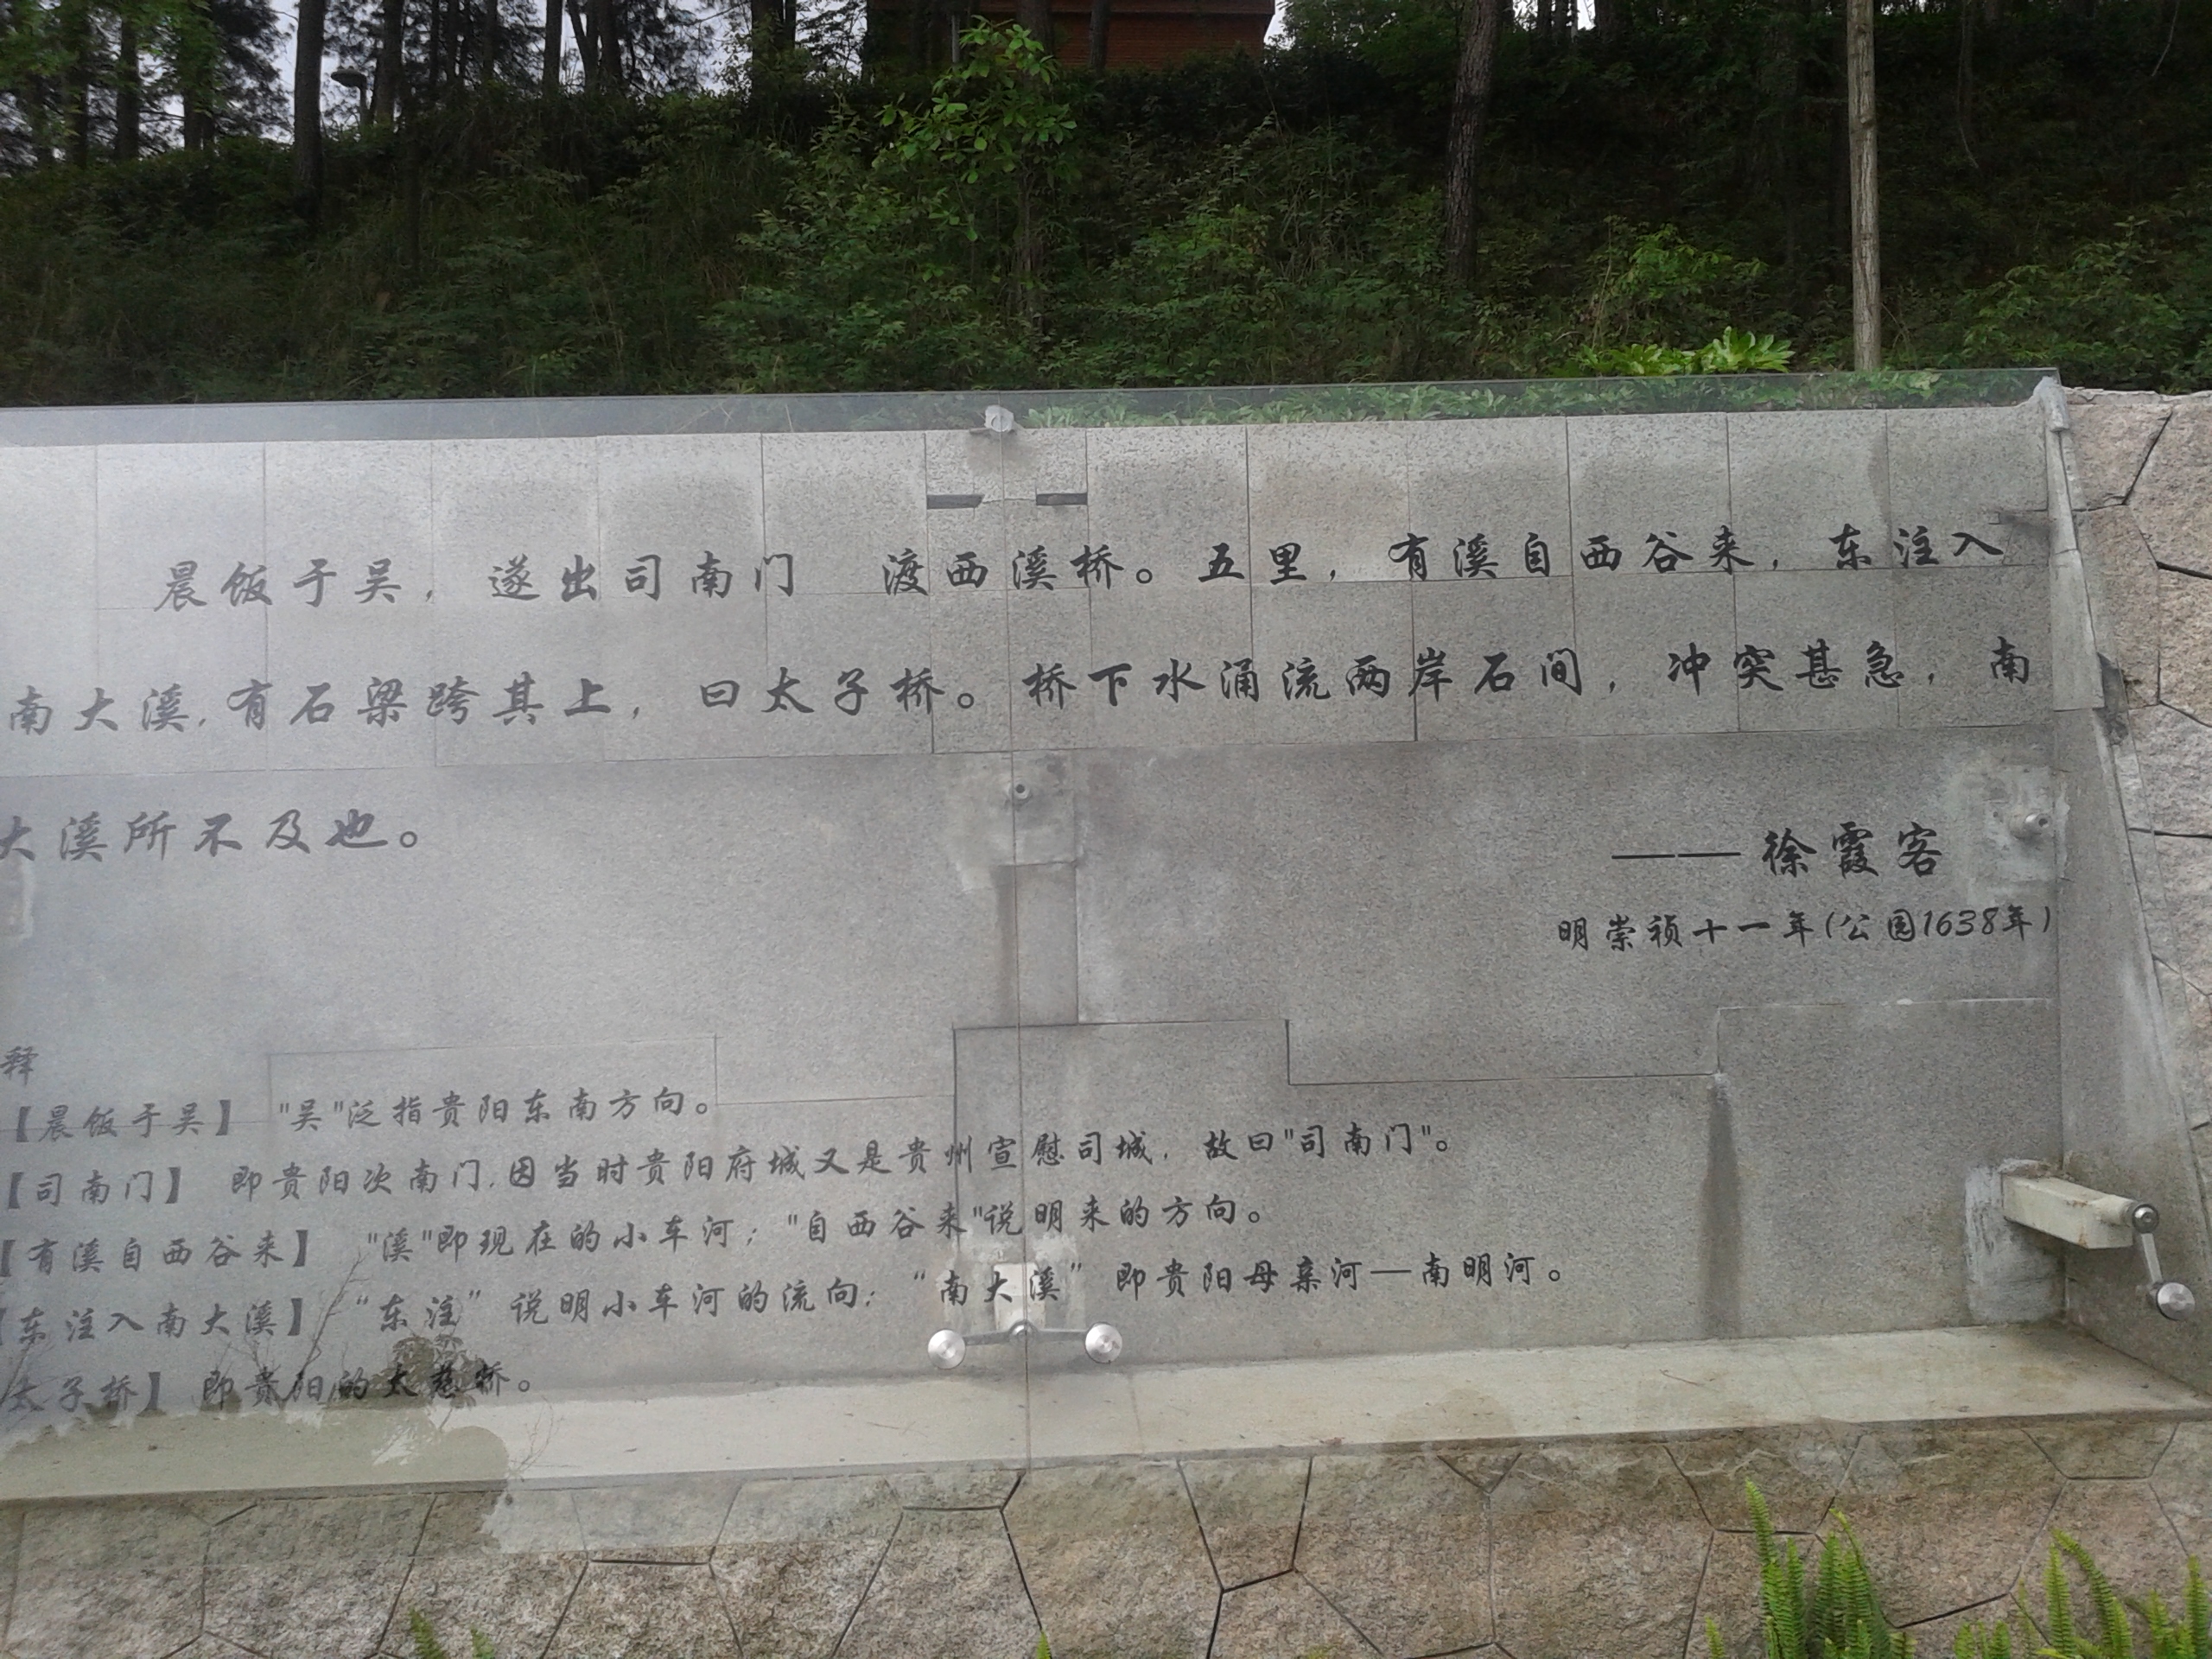 晨饭于吴，遂出司南门 渡西溪桥。五里，有溪自西谷来，东注入
南大溪，有石梁跨其上，曰太子桥。桥下水涌流两岸石间，冲突甚急，南
大溪所不及也。
——徐霞客
明崇祯十一年(公园1638年)
释
【晨饭于吴】 "吴"泛指贵阳东南方向。
【司南门】 即贵阳次南门，因当时贵阳府城又是贵州宣慰司城，故曰"司南门"。
【有溪自西谷来】 "溪"即现在的小车河；"自西谷来"说明来的方向。
【东注入南大溪】 “东注”说明小车河的流向；“南大溪”即贵阳母亲河—南明河。
太子桥】 即贵阳的太慈桥。